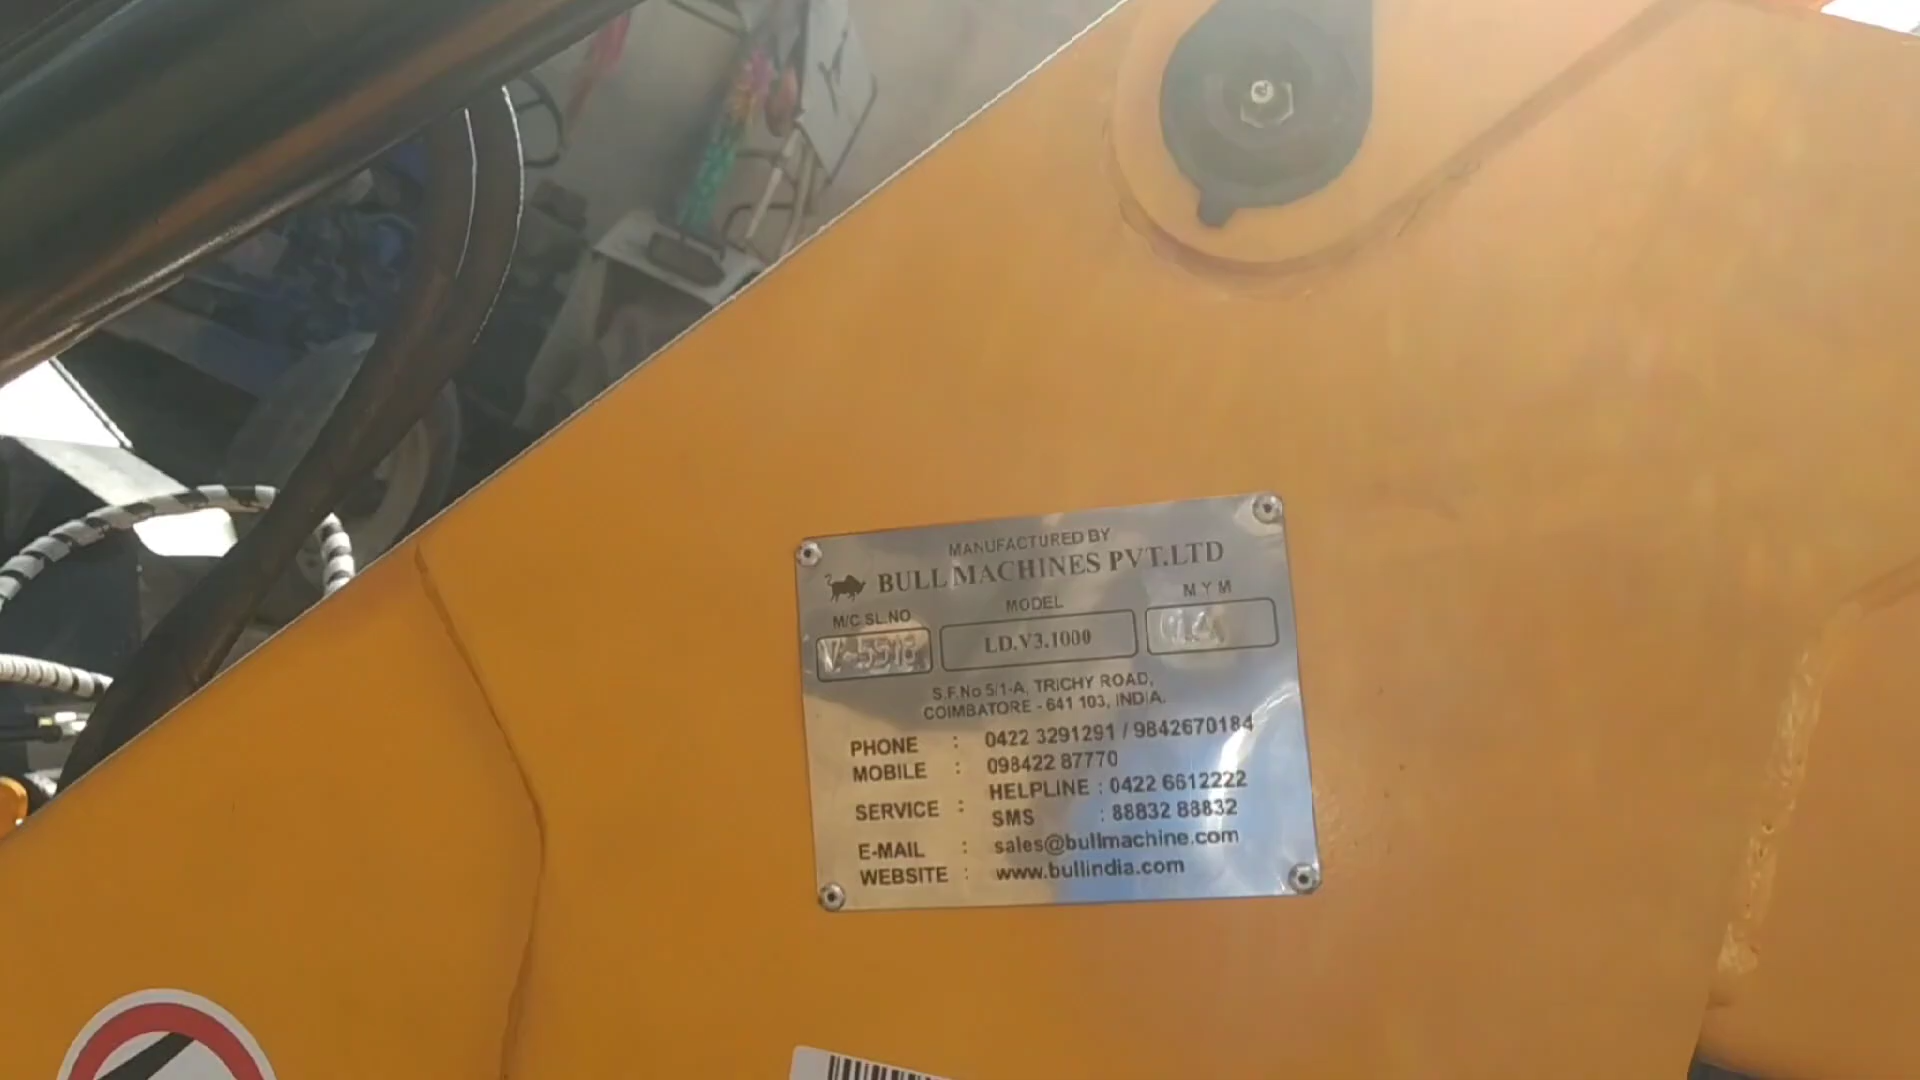 MANUFACTURED BY
BULL MACHINES PVT.LTD
M/C SL.NO MODEL M Y M
LD.V3.1000
S.F.No 5/1-A, TRICHY ROAD,
COIMBATORE - 641 103, INDIA.
PHONE : 0422 3291291 / 9842670184
MOBILE : 098422 87770
SERVICE : HELPLINE : 0422 6612222
SMS : 88832 88832
E-MAIL : sales@bullmachine.com
WEBSITE : www.bullindia.com